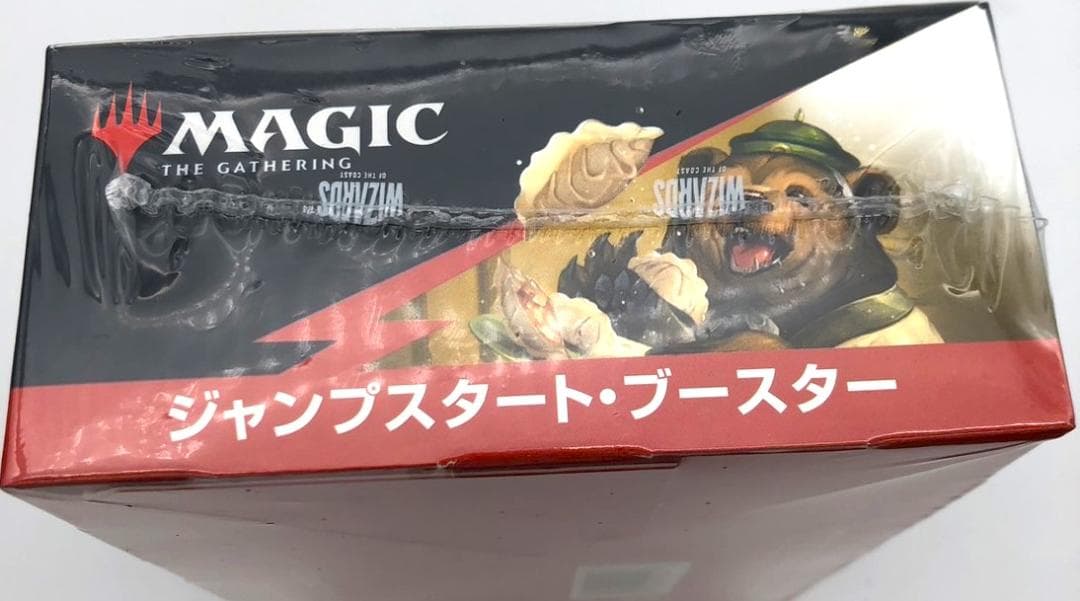 MAGIC
THE GATHERING
WIZARDS
OF THE COAST
WIZARDS
OF THE COAST
ジャンプスタート・ブースター